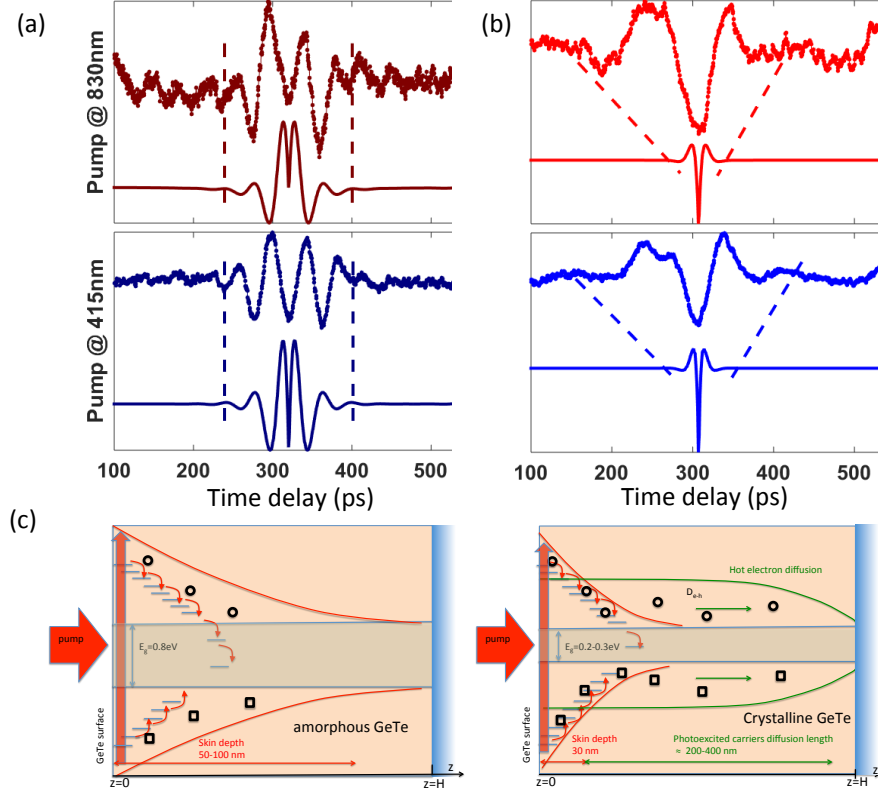 (a)
(b)
Pump @ 830nm
Pump @ 415nm
100 200 300 400 500
Time delay (ps)
100 200 300 400 500
Time delay (ps)
(c)
pump
GeTe surface
Eg=0.8eV
amorphous GeTe
Skin depth
50-100 nm
z=0
z=H
z
pump
GeTe surface
Hot electron diffusion
De-h
Eg=0.2-0.3eV
Crystalline GeTe
Skin depth
30 nm
Photoexcited carriers diffusion length
≈ 200-400 nm
z=0
z=H
z